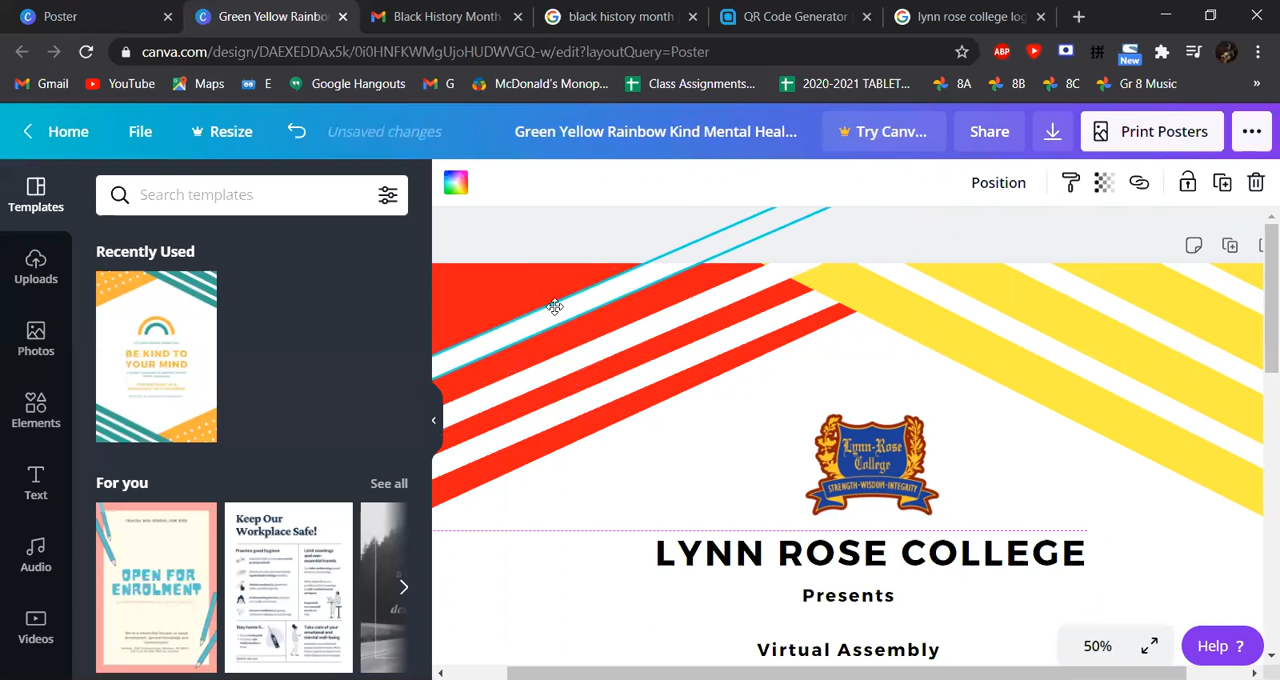 Poster
Green Yellow Rainbo
Black History Month
black history month
QR Code Generator
lynn rose college log
canva.com/design/DAEXEDDAx5k/0i0HNFKWMgUjoHUDWVGQ-w/edit?layoutQuery=Poster
ABP
New
Gmail
YouTube
Maps
E
Google Hangouts
G
McDonald's Monop...
Class Assignments...
2020-2021 TABLET...
8A
8B
8C
Gr 8 Music
»
Home
File
Resize
Unsaved changes
Green Yellow Rainbow Kind Mental Heal...
Try Canv...
Share
Print Posters
Templates
Search templates
Position
Recently Used
Uploads
BE KIND TO
YOUR MIND
Photos
Elements
Lynn-Rose
College
STRENGTH-WISDOM-INTEGRITY
For you
See all
Text
OPEN FOR
ENROLMENT
Keep Our
Workplace Safe!
LYNN ROSE COLLEGE
Audio
Presents
Videos
Virtual Assembly
50%
Help ?